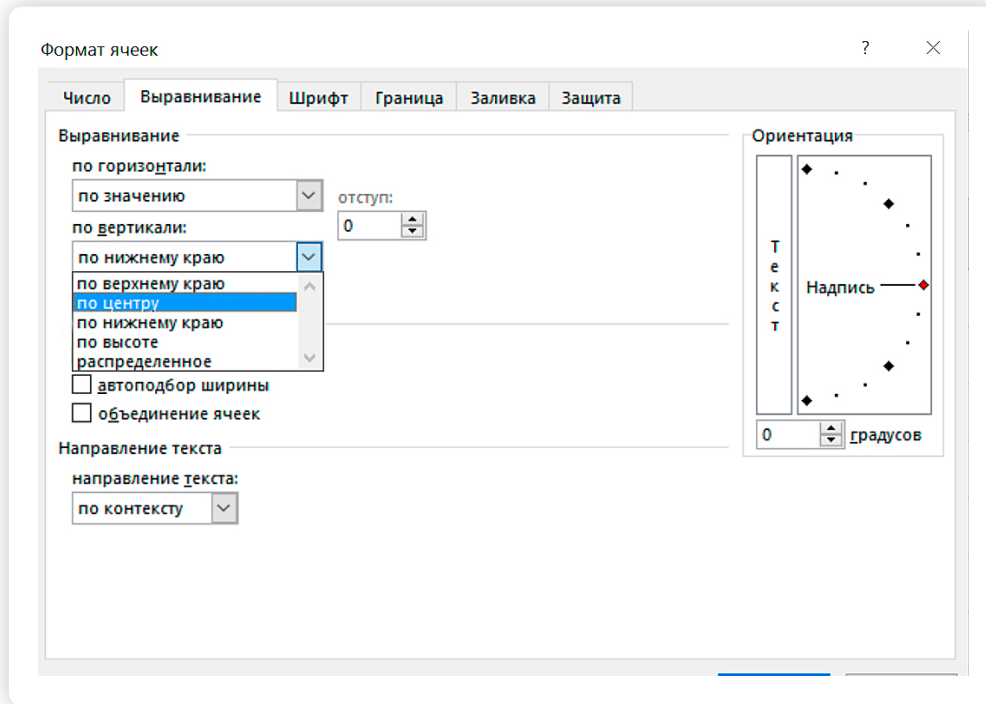 Формат ячеек ?
Число Выравнивание Шрифт Граница Заливка Защита
Выравнивание
по горизонтали:
по значению
отступ:
0
по вертикали:
по нижнему краю
по верхнему краю
по центру
по нижнему краю
по высоте
распределенное
автоподбор ширины
объединение ячеек
Направление текста
направление текста:
по контексту
Ориентация
Текст
Надпись
0 градусов